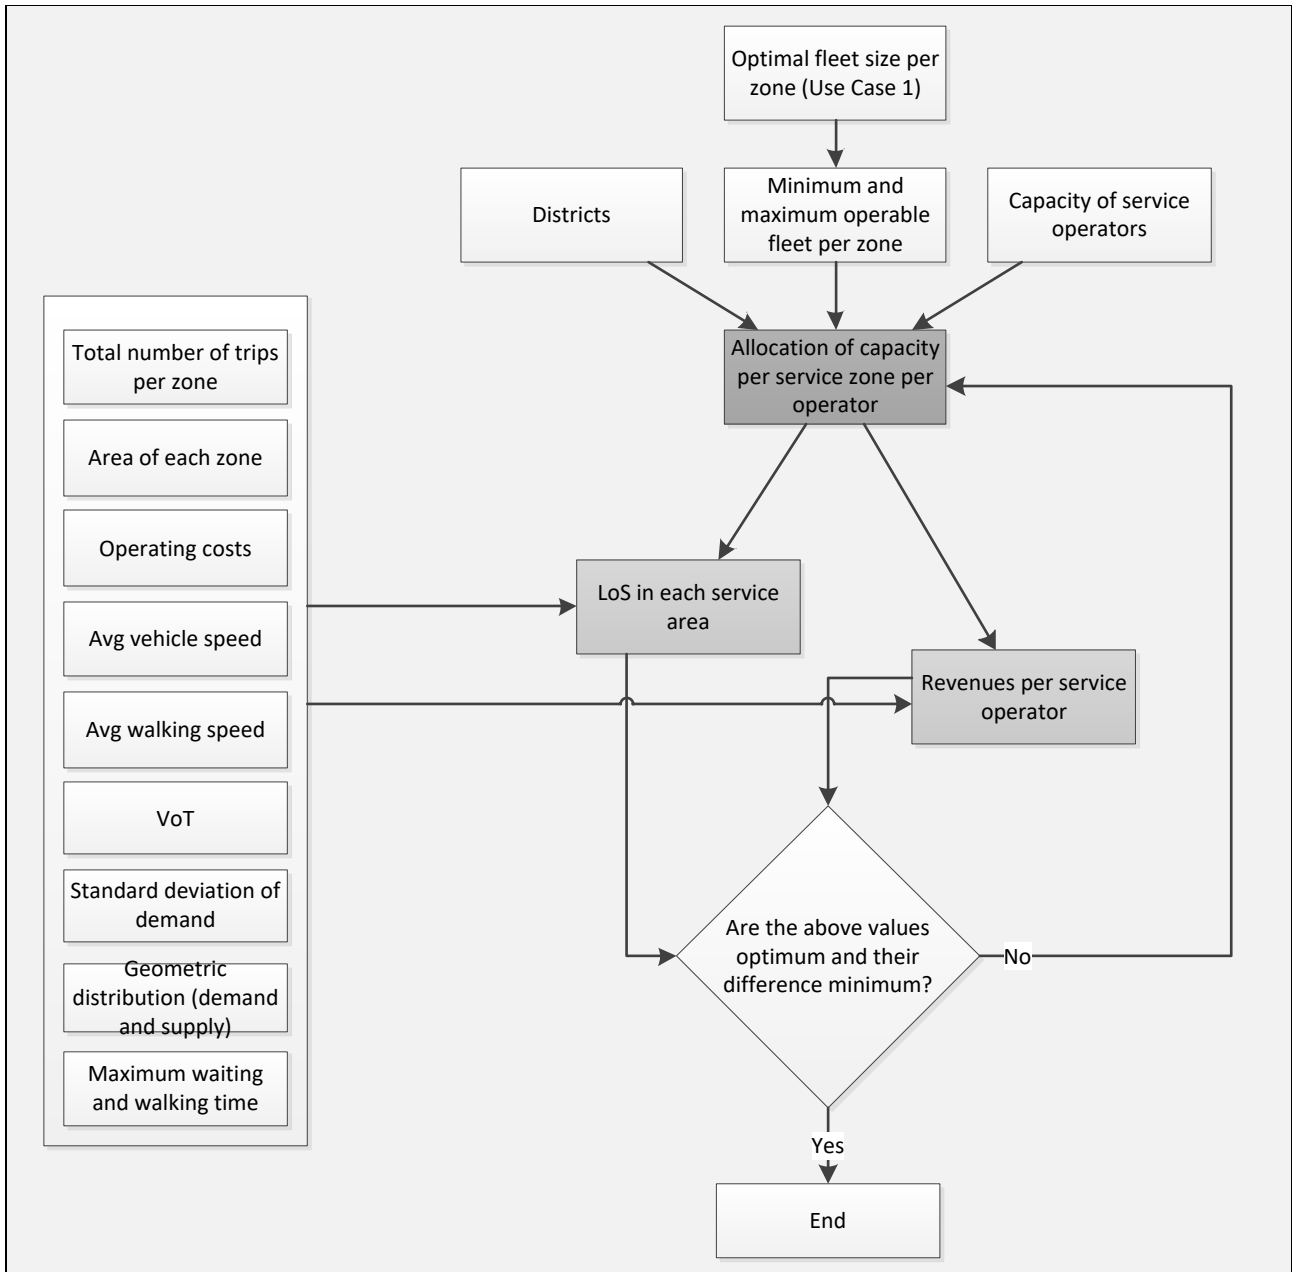 Optimal fleet size per
zone (Use Case 1)
Districts
Minimum and
maximum operable
fleet per zone
Capacity of service
operators
Allocation of capacity
per service zone per
operator
Total number of trips
per zone
Area of each zone
Operating costs
Avg vehicle speed
Avg walking speed
VoT
Standard deviation of
demand
Geometric
distribution (demand
and supply)
Maximum waiting
and walking time
LoS in each service
area
Revenues per service
operator
Are the above values
optimum and their
difference minimum?
No
Yes
End